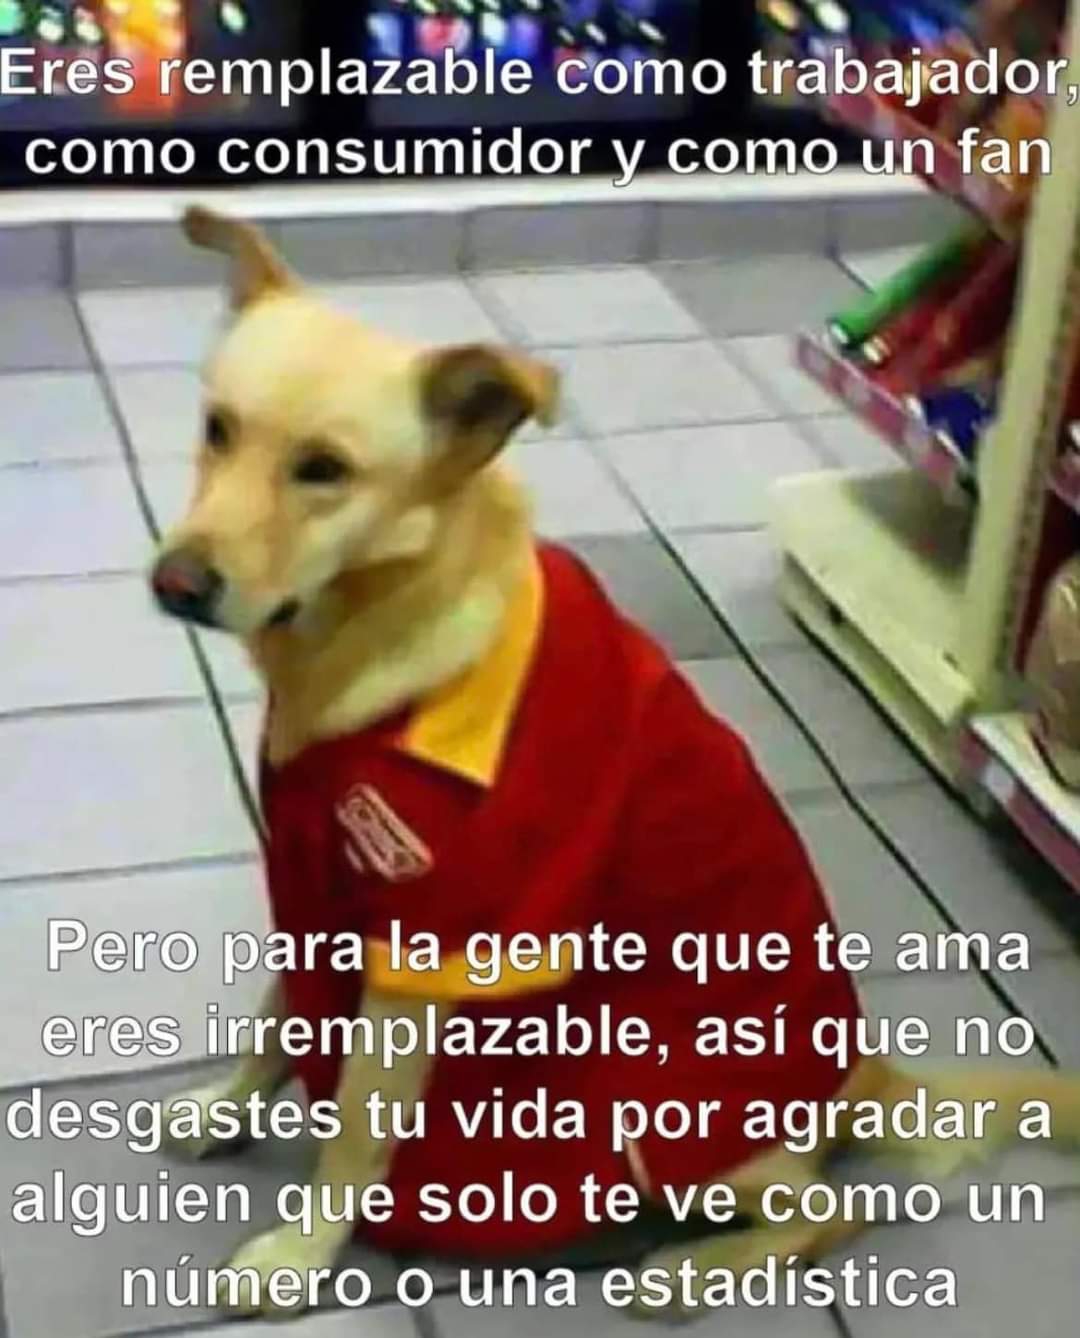 Eres remplazable como trabajador,
como consumidor y como un fan
Pero para la gente que te ama
eres irremplazable, así que no
desgastes tu vida por agradar a
alguien que solo te ve como un
número o una estadística